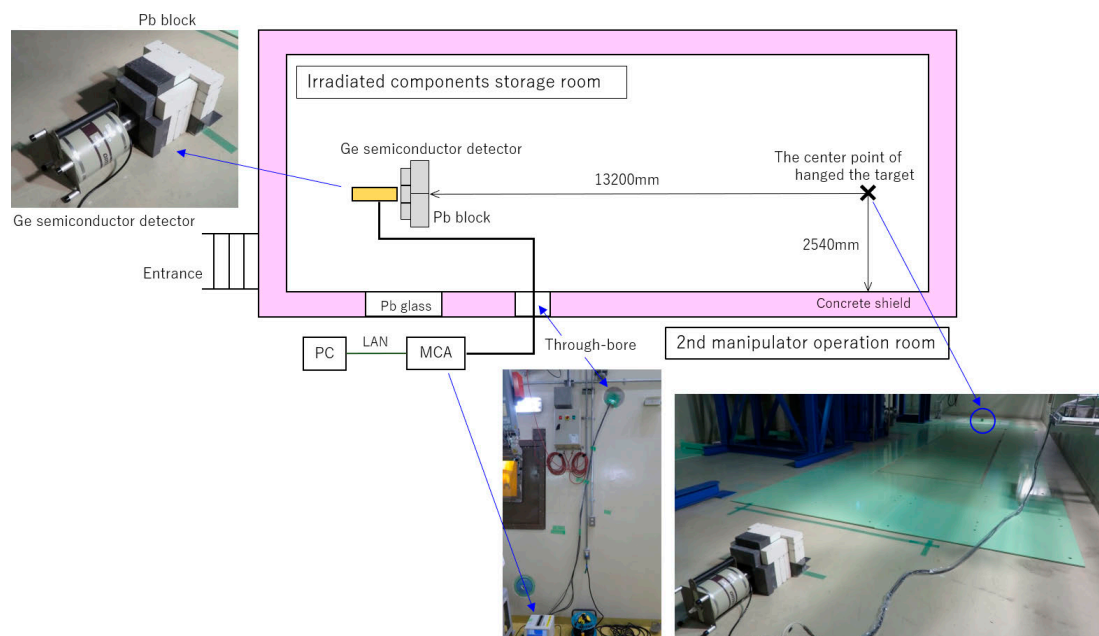 Pb block
Irradiated components storage room
Ge semiconductor detector
The center point of
hanged the target
13200mm
Pb block
2540mm
Ge semiconductor detector
Entrance
Pb glass
Concrete shield
LAN
PC
MCA
Through-bore
2nd manipulator operation room